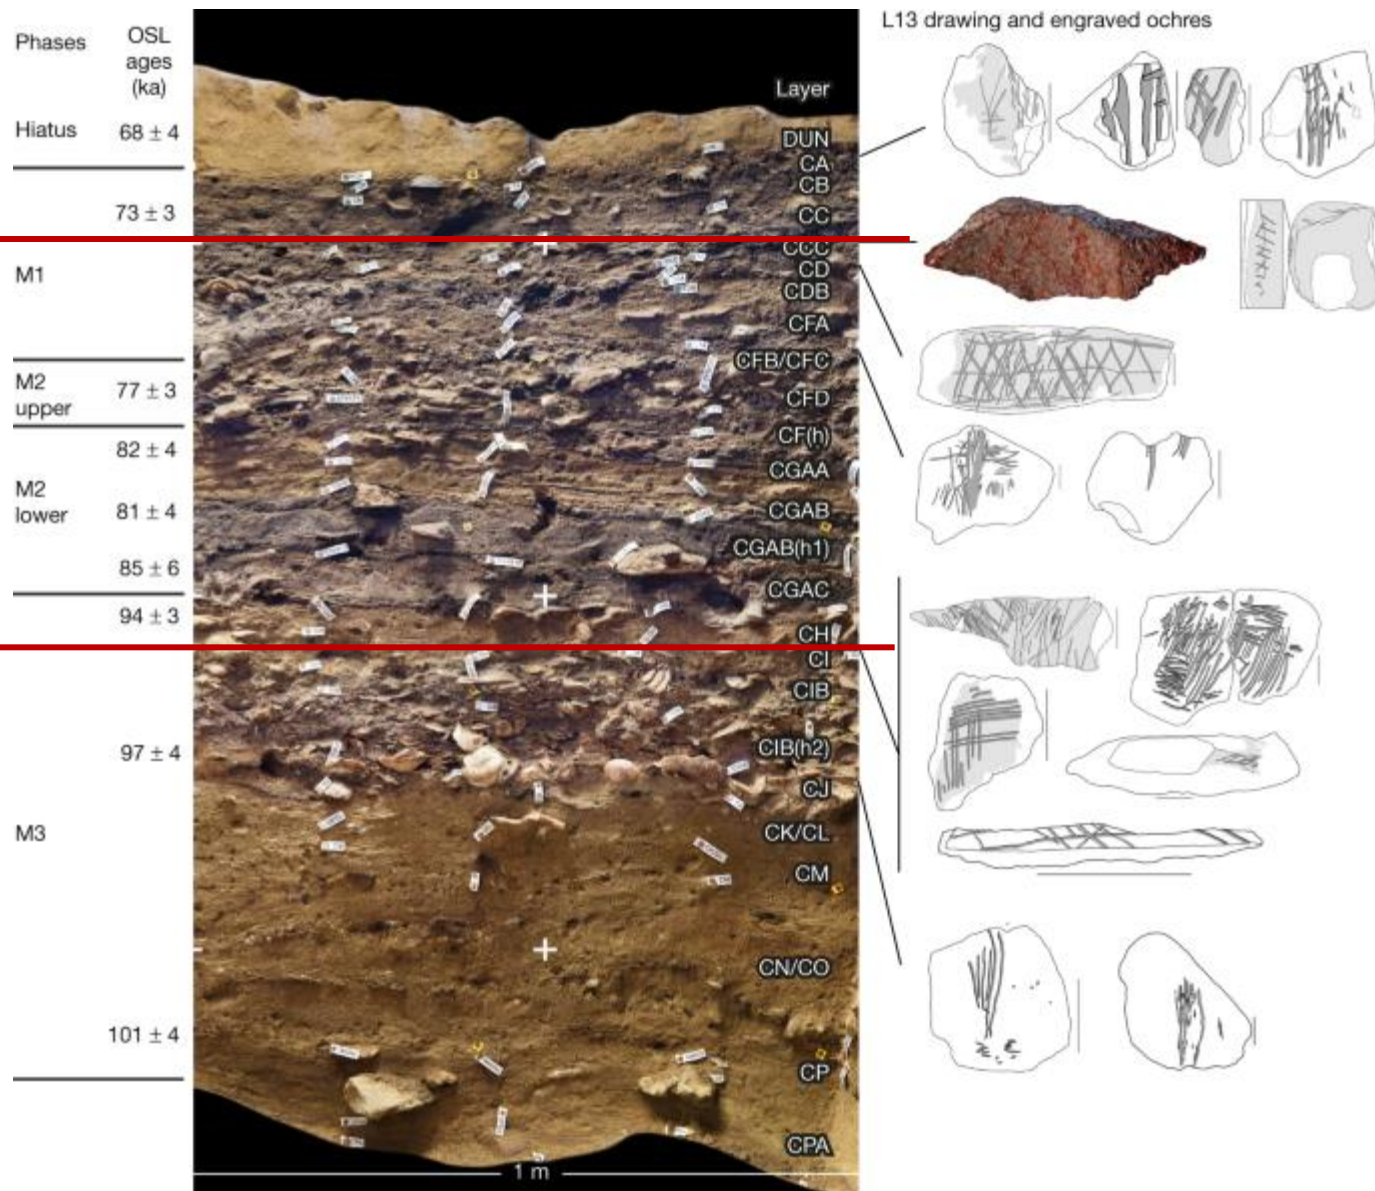 L13 drawing and engraved ochres
Phases
OSL
ages
(ka)
Layer
Hiatus
68 ± 4
DUN
CA
CB
73 ± 3
CC
CCC
M1
CD
CDB
CFA
CFB/CFC
M2
upper
77 ± 3
CFD
CF(h)
82 ± 4
CGAA
M2
lower
81 ± 4
CGAB
CGAB(h1)
85 ± 6
CGAC
94 ± 3
CH
CI
CIB
97 ± 4
CIB(h2)
CJ
M3
CK/CL
CM
CN/CO
101 ± 4
CP
CPA
1 m